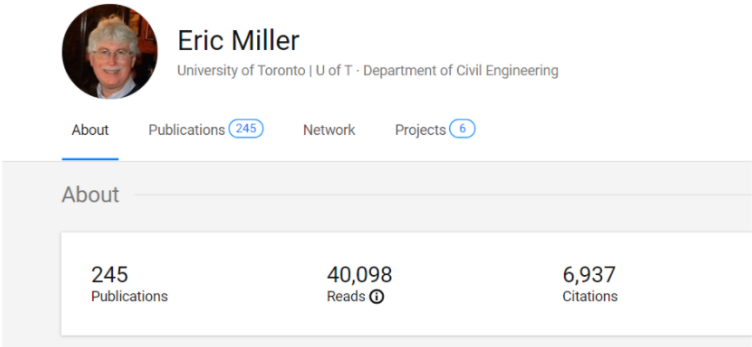 Eric Miller
University of Toronto | U of T · Department of Civil Engineering
About Publications 245 Network Projects 6
About
245 40,098 6,937
Publications Reads Citations